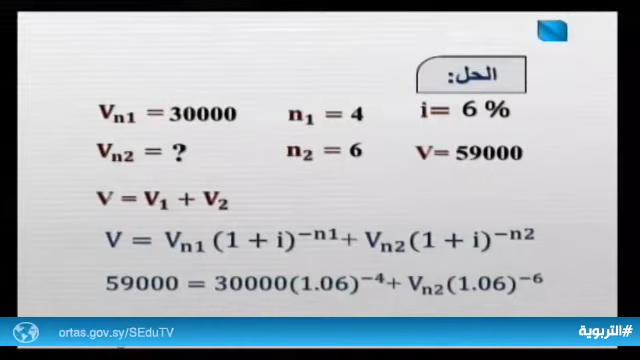 الحل:
Vn1 = 30000 n1 = 4 i= 6 %
Vn2 = ? n2 = 6 V= 59000
V = V1 + V2
V = Vn1 (1 + i)^−n1 + Vn2 (1 + i)^−n2
59000 = 30000(1.06)^−4 + Vn2 (1.06)^−6
ortas.gov.sy/SEduTV #التربوية